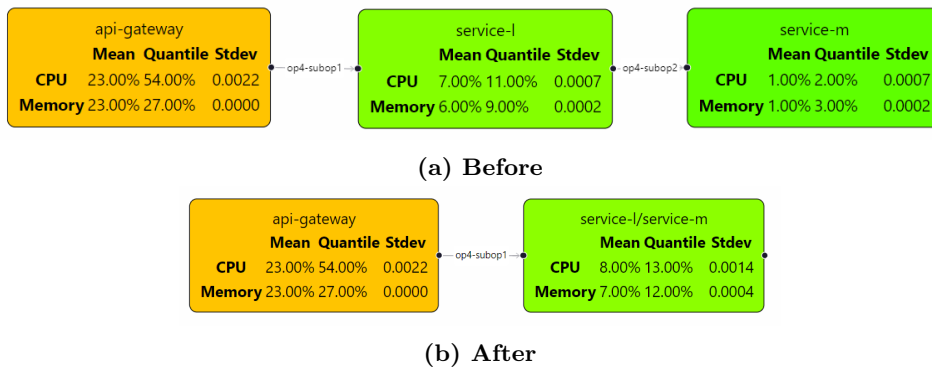 api-gateway
Mean Quantile Stdev
CPU 23.00% 54.00% 0.0022
Memory 23.00% 27.00% 0.0000
op4-subop1
service-l
Mean Quantile Stdev
CPU 7.00% 11.00% 0.0007
Memory 6.00% 9.00% 0.0002
op4-subop2
service-m
Mean Quantile Stdev
CPU 1.00% 2.00% 0.0007
Memory 1.00% 3.00% 0.0002
(a) Before
api-gateway
Mean Quantile Stdev
CPU 23.00% 54.00% 0.0022
Memory 23.00% 27.00% 0.0000
op4-subop1
service-l/service-m
Mean Quantile Stdev
CPU 8.00% 13.00% 0.0014
Memory 7.00% 12.00% 0.0004
(b) After